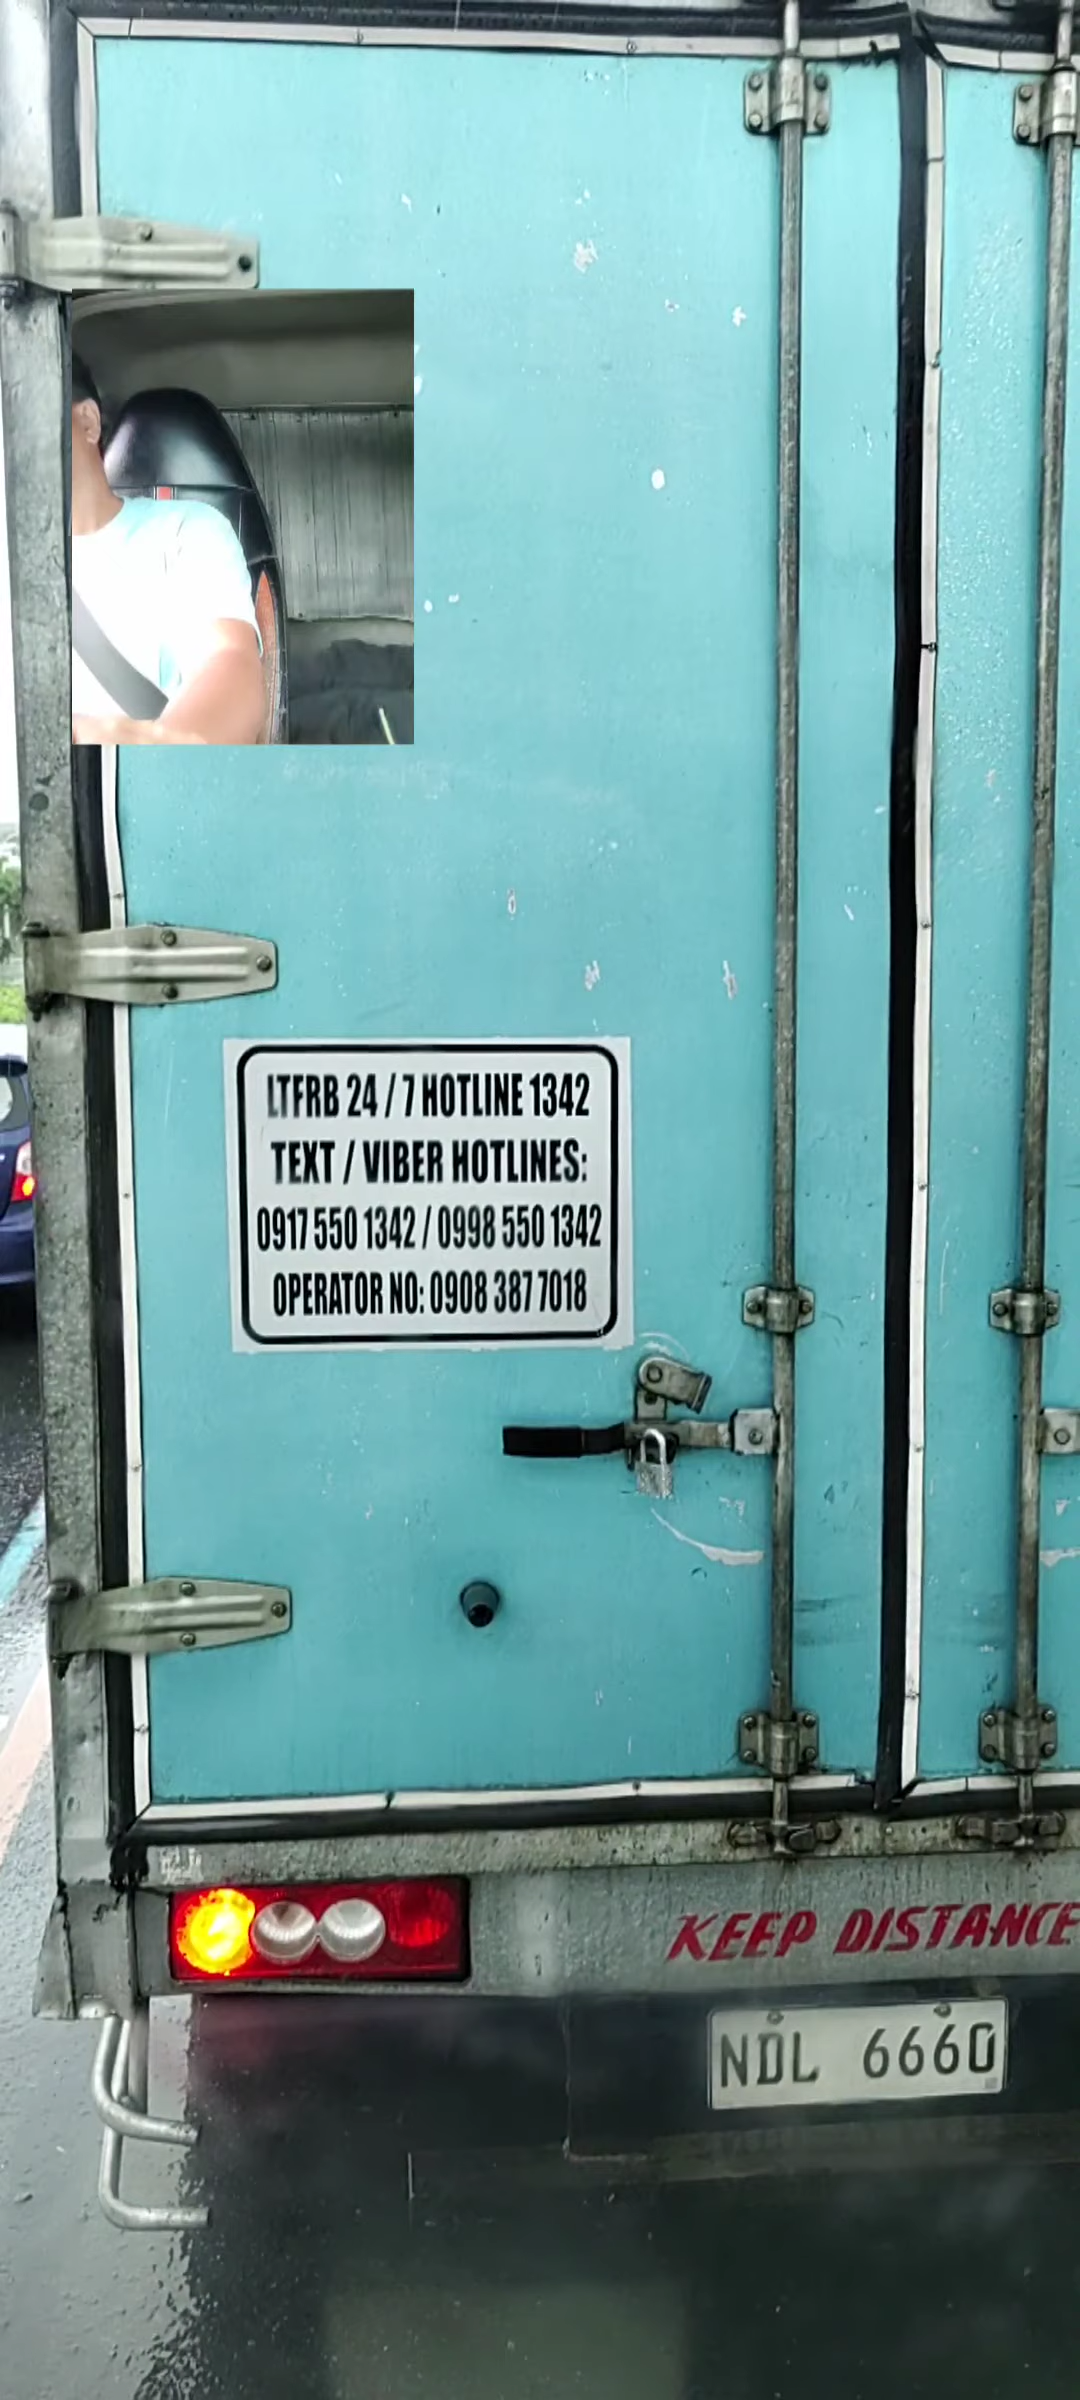 LTFRB 24 / 7 HOTLINE 1342
TEXT / VIBER HOTLINES:
0917 550 1342 / 0998 550 1342
OPERATOR NO: 0908 387 7018
KEEP DISTANCE
NDL 6660